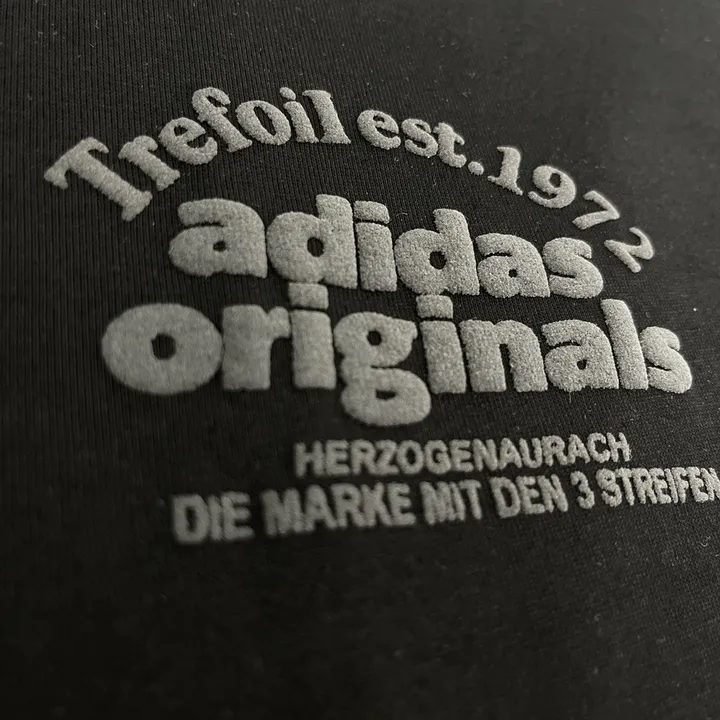 Trefoil est.1972
adidas
originals
HERZOGENAURACH
DIE MARKE MIT DEN 3 STREIFEN